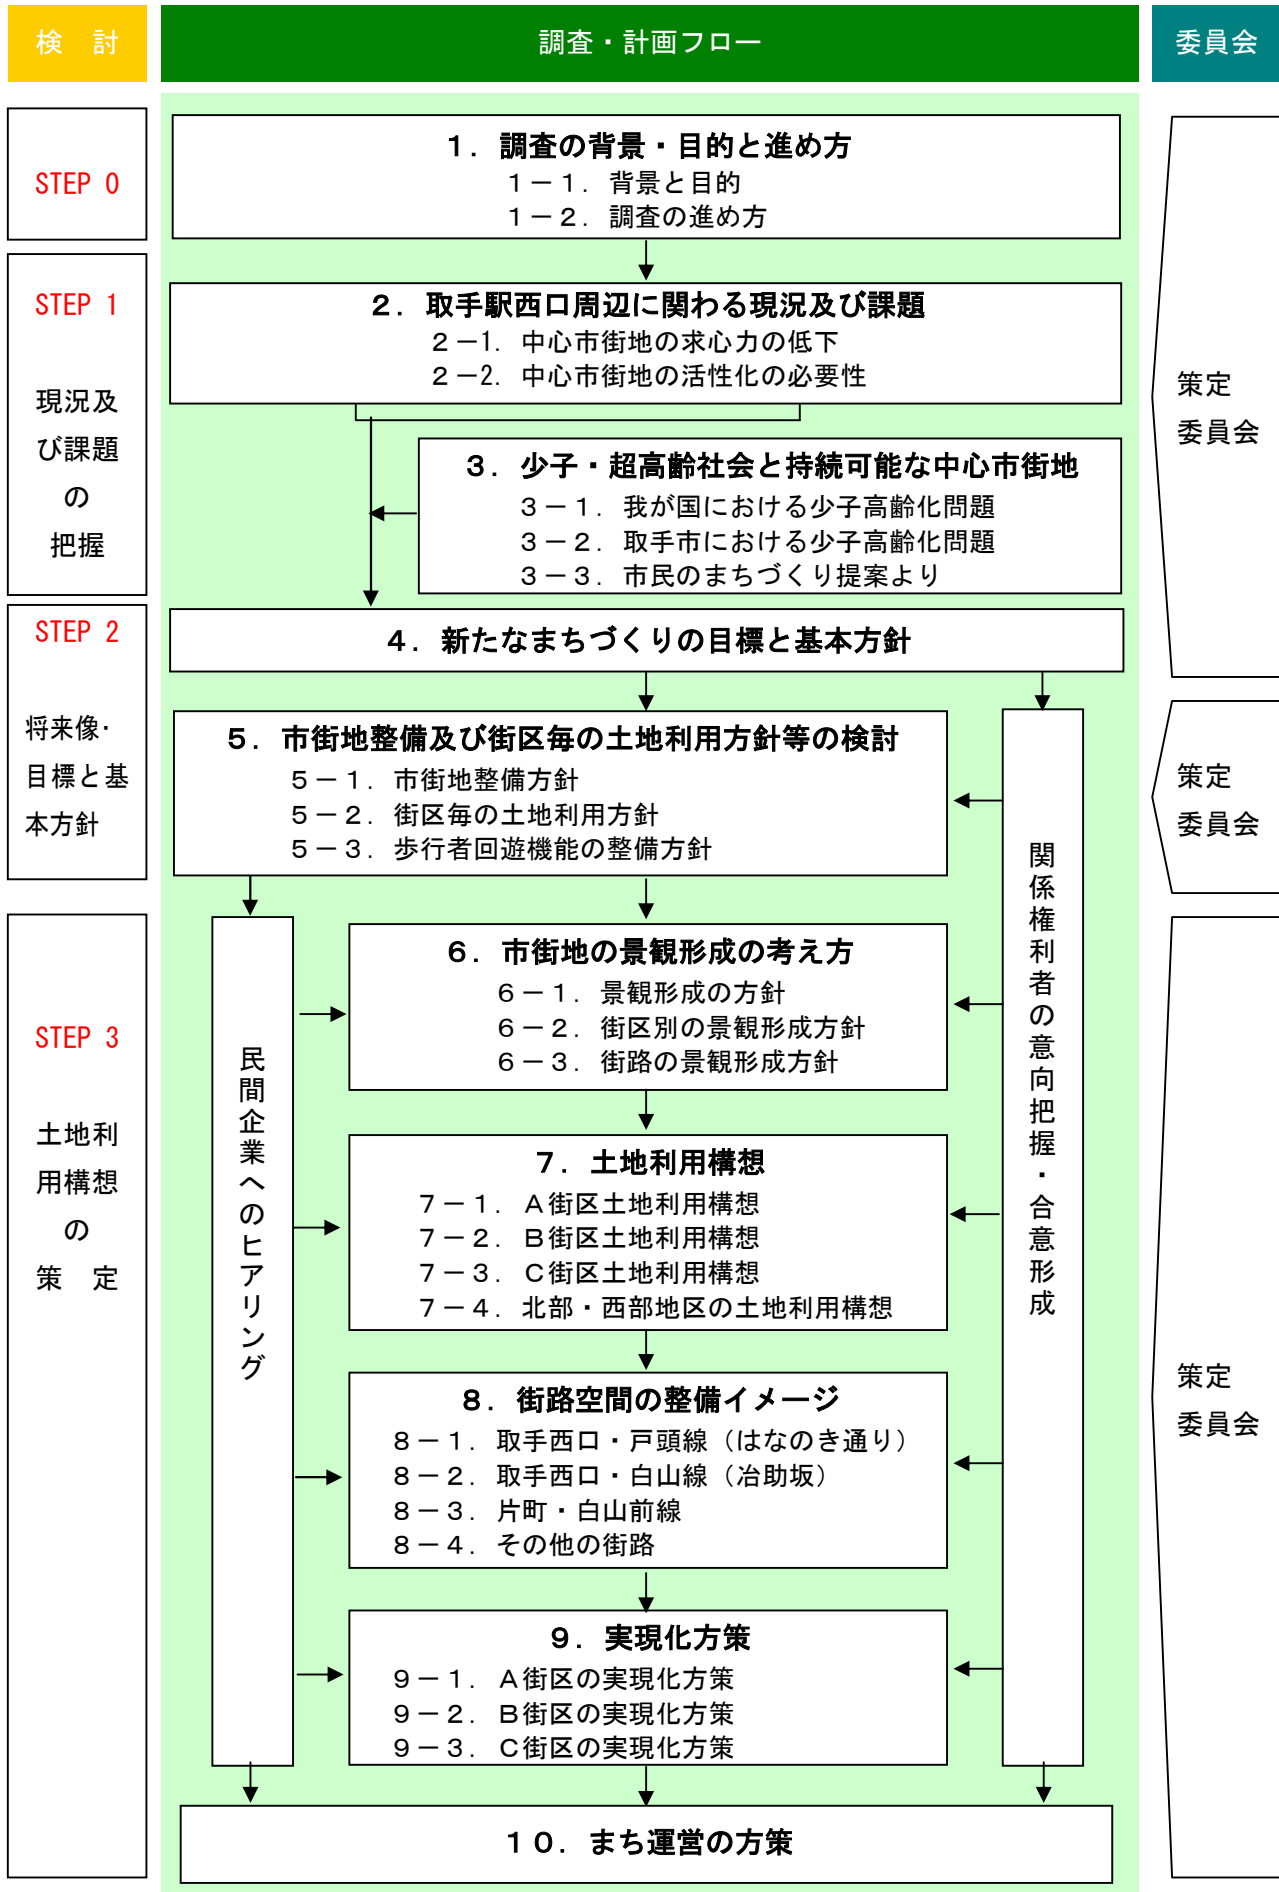 検　討
調査・計画フロー
委員会
STEP 0
１．調査の背景・目的と進め方
１－１．背景と目的
１－２．調査の進め方
STEP 1
現況及
び課題
の
把握
２．取手駅西口周辺に関わる現況及び課題
２－1．中心市街地の求心力の低下
２－2．中心市街地の活性化の必要性
３．少子・超高齢社会と持続可能な中心市街地
３－１．我が国における少子高齢化問題
３－２．取手市における少子高齢化問題
３－３．市民のまちづくり提案より
策定
委員会
STEP 2
将来像・
目標と基
本方針
４．新たなまちづくりの目標と基本方針
５．市街地整備及び街区毎の土地利用方針等の検討
５－１．市街地整備方針
５－２．街区毎の土地利用方針
５－３．歩行者回遊機能の整備方針
策定
委員会
関係権利者の意向把握・合意形成
民間企業へのヒアリング
STEP 3
土地利
用構想
の
策　定
６．市街地の景観形成の考え方
６－１．景観形成の方針
６－２．街区別の景観形成方針
６－３．街路の景観形成方針
７．土地利用構想
７－１．Ａ街区土地利用構想
７－２．Ｂ街区土地利用構想
７－３．Ｃ街区土地利用構想
７－４．北部・西部地区の土地利用構想
８．街路空間の整備イメージ
８－１．取手西口・戸頭線（はなのき通り）
８－２．取手西口・白山線（冶助坂）
８－３．片町・白山前線
８－４．その他の街路
９．実現化方策
９－１．Ａ街区の実現化方策
９－２．Ｂ街区の実現化方策
９－３．Ｃ街区の実現化方策
策定
委員会
１０．まち運営の方策